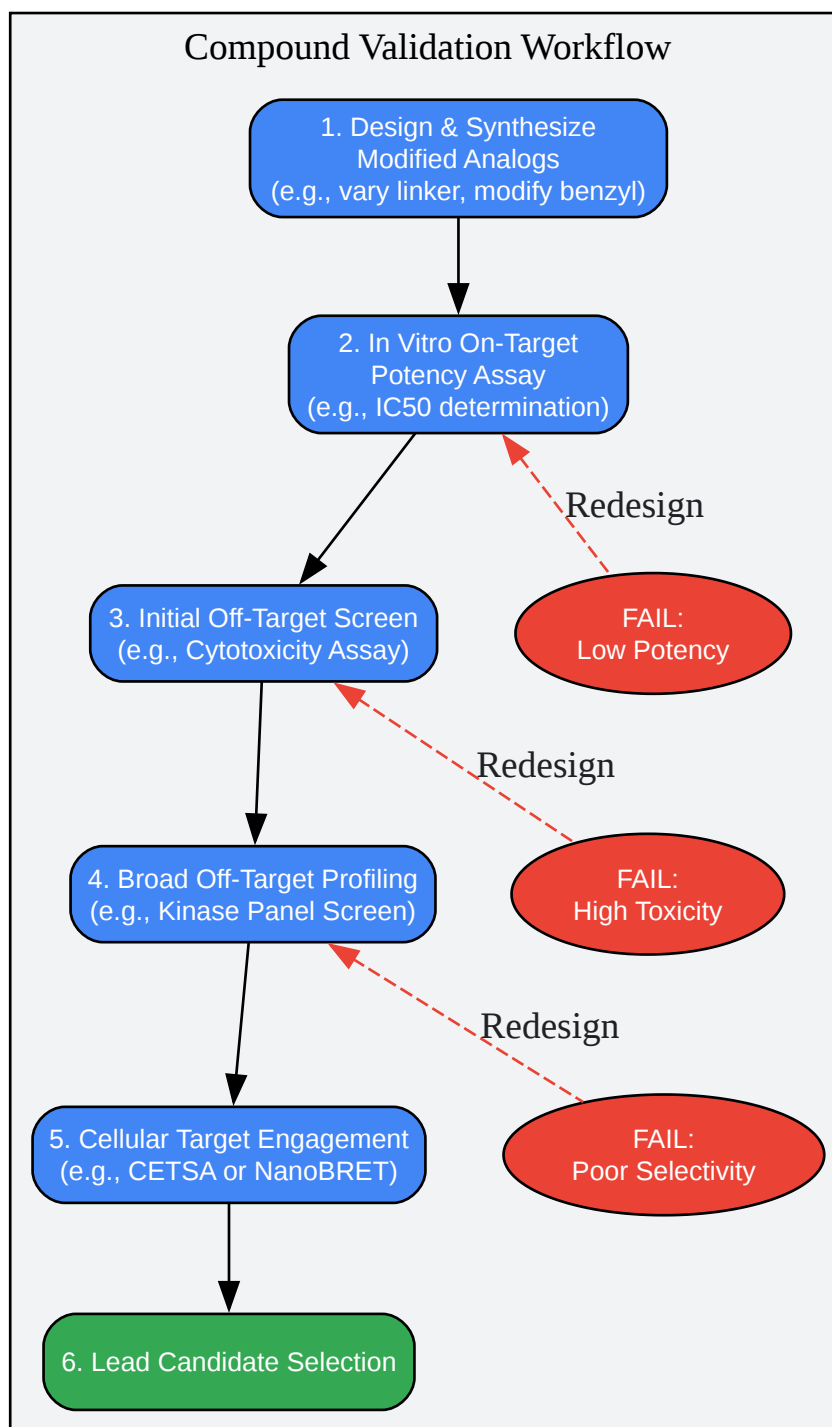 Compound Validation Workflow
1. Design & Synthesize
Modified Analogs
(e.g., vary linker, modify benzyl)
2. In Vitro On-Target
Potency Assay
(e.g., IC50 determination)
Redesign
3. Initial Off-Target Screen
(e.g., Cytotoxicity Assay)
FAIL:
Low Potency
Redesign
4. Broad Off-Target Profiling
(e.g., Kinase Panel Screen)
FAIL:
High Toxicity
Redesign
5. Cellular Target Engagement
(e.g., CETSA or NanoBRET)
FAIL:
Poor Selectivity
6. Lead Candidate Selection